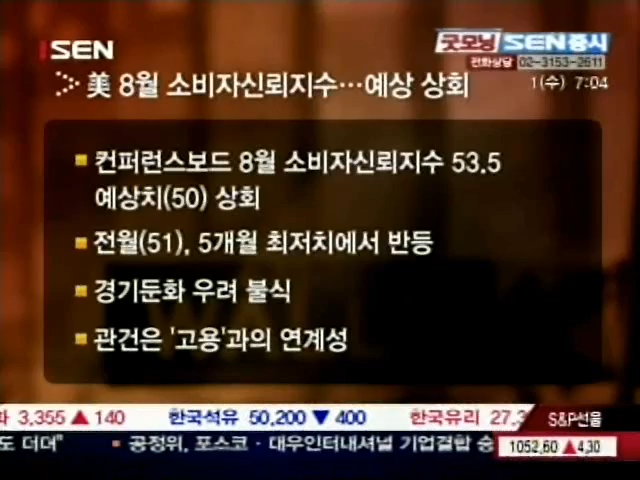 SEN
굿모닝 SEN증시
전화상담 02-3153-2611
美 8월 소비자신뢰지수…예상 상회
1(수) 7:04
컨퍼런스보드 8월 소비자신뢰지수 53.5
예상치(50) 상회
전월(51), 5개월 최저치에서 반등
경기둔화 우려 불식
관건은 '고용'과의 연계성
3,355 ▲ 140 한국석유 50,200 ▼ 400 한국유리 27,3
S&P선물
도 더더" 공정위, 포스코·대우인터내셔널 기업결합 승
1052.60 ▲4.30